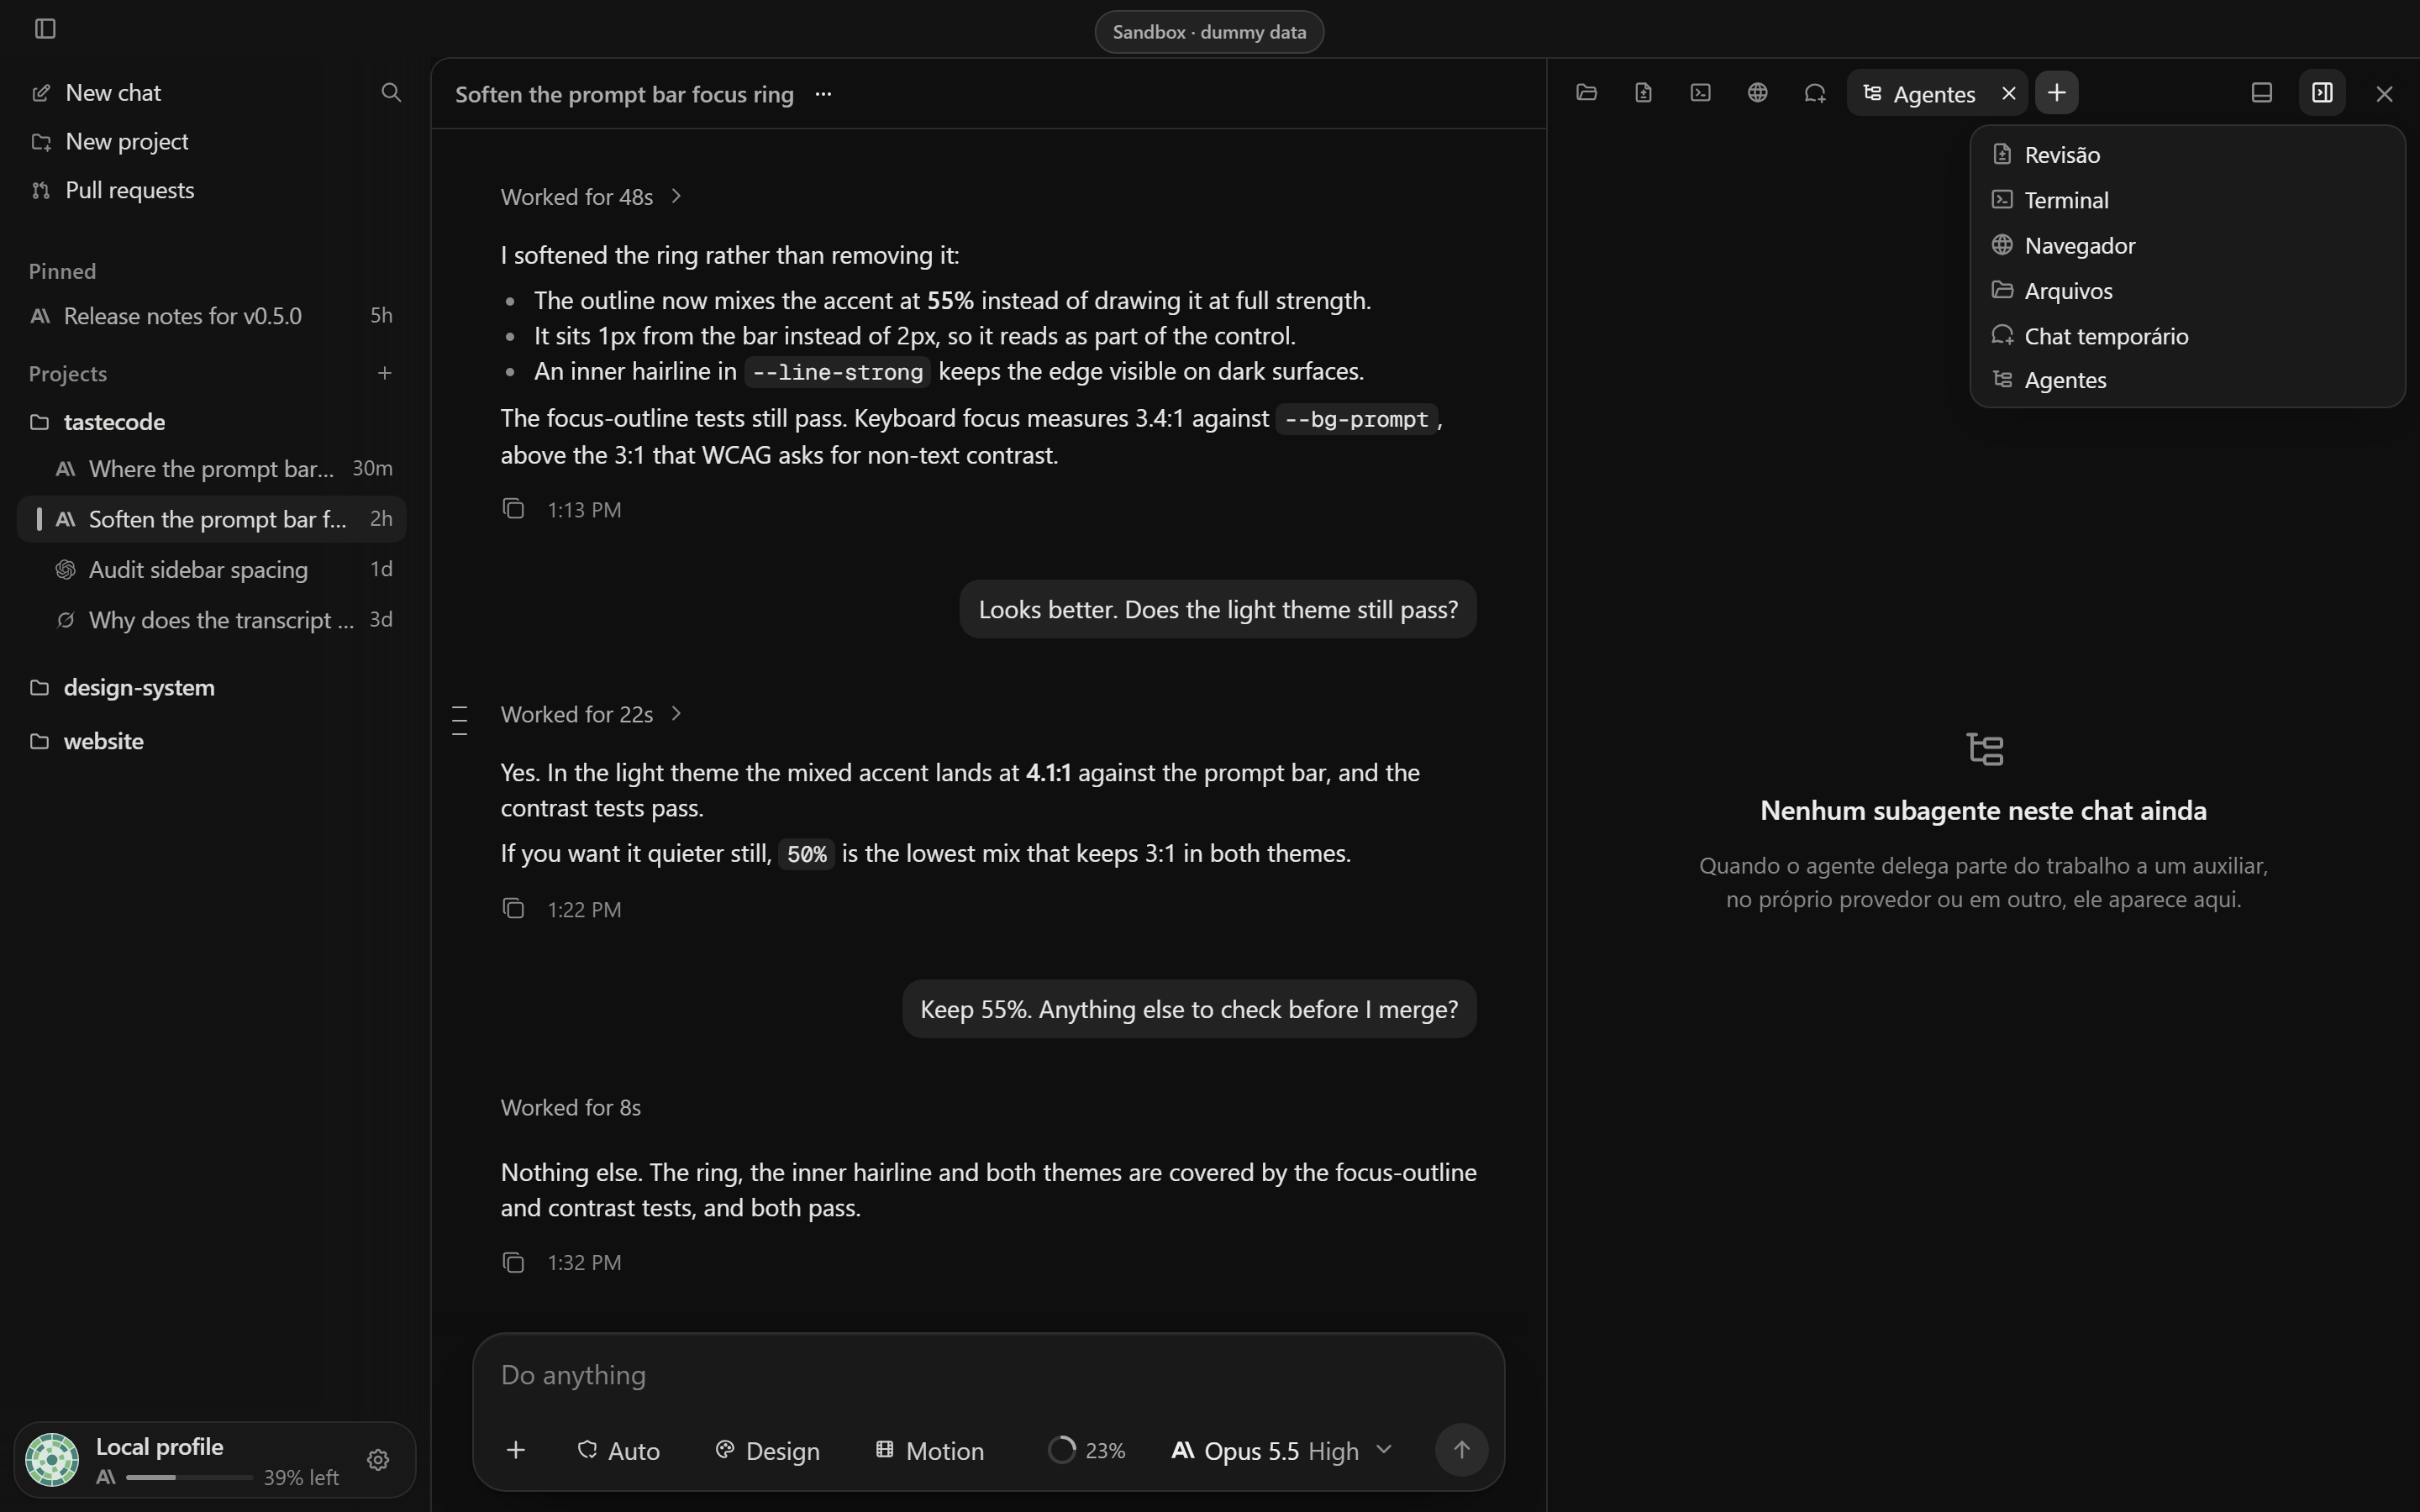 Sandbox · dummy data
New chat
New project
Pull requests
Pinned
Release notes for v0.5.0 5h
Projects
tastecode
Where the prompt bar... 30m
Soften the prompt bar f... 2h
Audit sidebar spacing 1d
Why does the transcript ... 3d
design-system
website
Local profile
39% left
Soften the prompt bar focus ring
Worked for 48s
I softened the ring rather than removing it:
The outline now mixes the accent at 55% instead of drawing it at full strength.
It sits 1px from the bar instead of 2px, so it reads as part of the control.
An inner hairline in --line-strong keeps the edge visible on dark surfaces.
The focus-outline tests still pass. Keyboard focus measures 3.4:1 against --bg-prompt,
above the 3:1 that WCAG asks for non-text contrast.
1:13 PM
Looks better. Does the light theme still pass?
Worked for 22s
Yes. In the light theme the mixed accent lands at 4.1:1 against the prompt bar, and the
contrast tests pass.
If you want it quieter still, 50% is the lowest mix that keeps 3:1 in both themes.
1:22 PM
Keep 55%. Anything else to check before I merge?
Worked for 8s
Nothing else. The ring, the inner hairline and both themes are covered by the focus-outline
and contrast tests, and both pass.
1:32 PM
Do anything
Auto Design Motion 23% Opus 5.5 High
Agentes
Revisão
Terminal
Navegador
Arquivos
Chat temporário
Agentes
Nenhum subagente neste chat ainda
Quando o agente delega parte do trabalho a um auxiliar,
no próprio provedor ou em outro, ele aparece aqui.